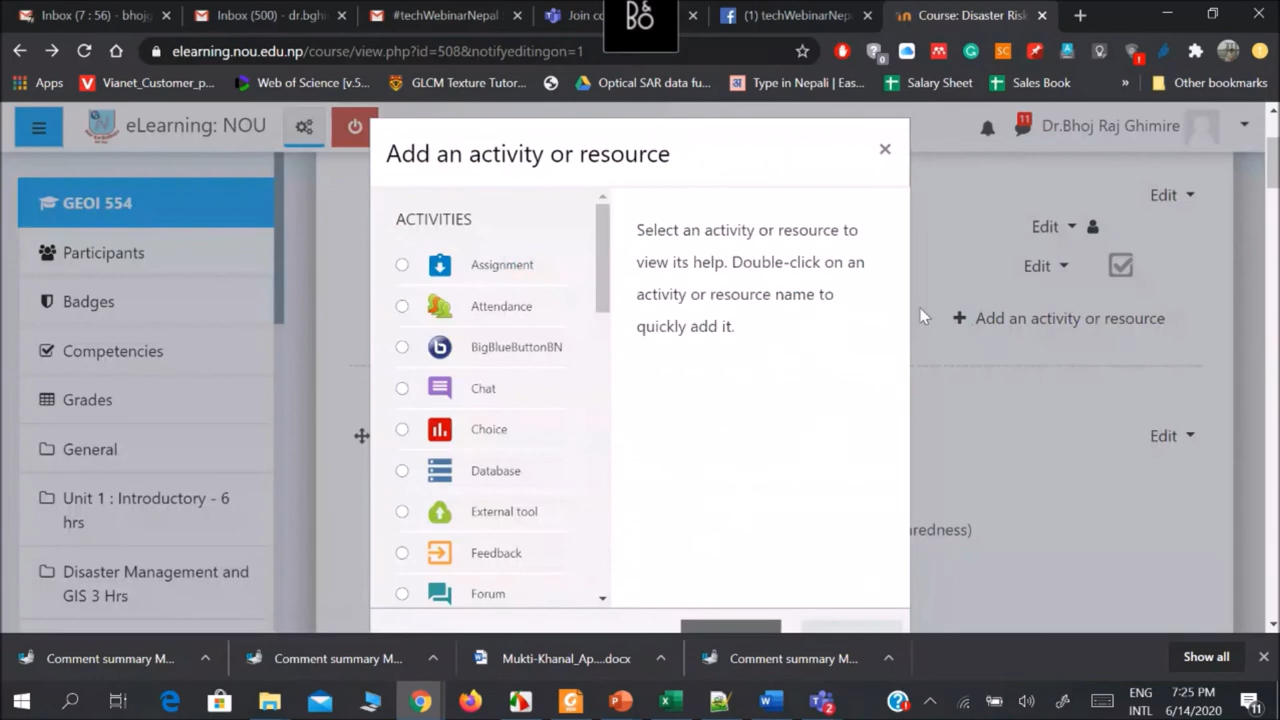 Inbox (7 : 56) - bhojg
Inbox (500) - dr.bghi
#techWebinarNepal
Join co
(1) techWebinarNep
Course: Disaster Ris
D&
BO
elearning.nou.edu.np/course/view.php?id=508&notifyeditingon=1
Apps
Vianet_Customer_p...
Web of Science [v.5...
GLCM Texture Tutor...
Optical SAR data fu...
Type in Nepali | Eas...
Salary Sheet
Sales Book
»
Other bookmarks
eLearning: NOU
11
Dr.Bhoj Raj Ghimire
GEOI 554
Participants
Badges
Competencies
Grades
General
Unit 1 : Introductory - 6
hrs
Disaster Management and
GIS 3 Hrs
Add an activity or resource
ACTIVITIES
Assignment
Attendance
BigBlueButtonBN
Chat
Choice
Database
External tool
Feedback
Forum
Select an activity or resource to
view its help. Double-click on an
activity or resource name to
quickly add it.
Edit
Edit
Edit
Add an activity or resource
Edit
aredness)
Comment summary M...
Comment summary M...
Mukti-Khanal_Ap....docx
Comment summary M...
Show all
ENG
INTL
7:25 PM
6/14/2020
11